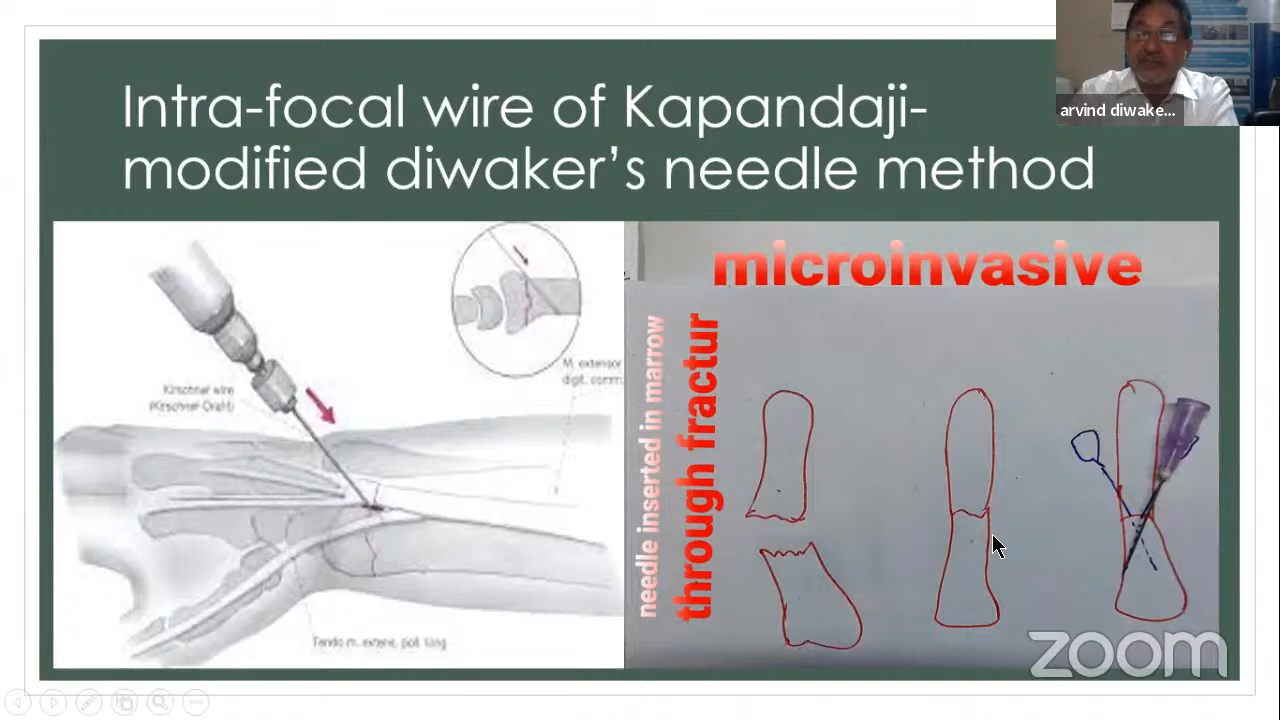 Intra-focal wire of Kapandaji-
modified diwaker's needle method
arvind diwake...
Kirschner wire
(Kirschner Draht)
M. extensor
digit. comm.
Tendo m. extens. poll. long
microinvasive
needle inserted in marrow
through fractur
zoom